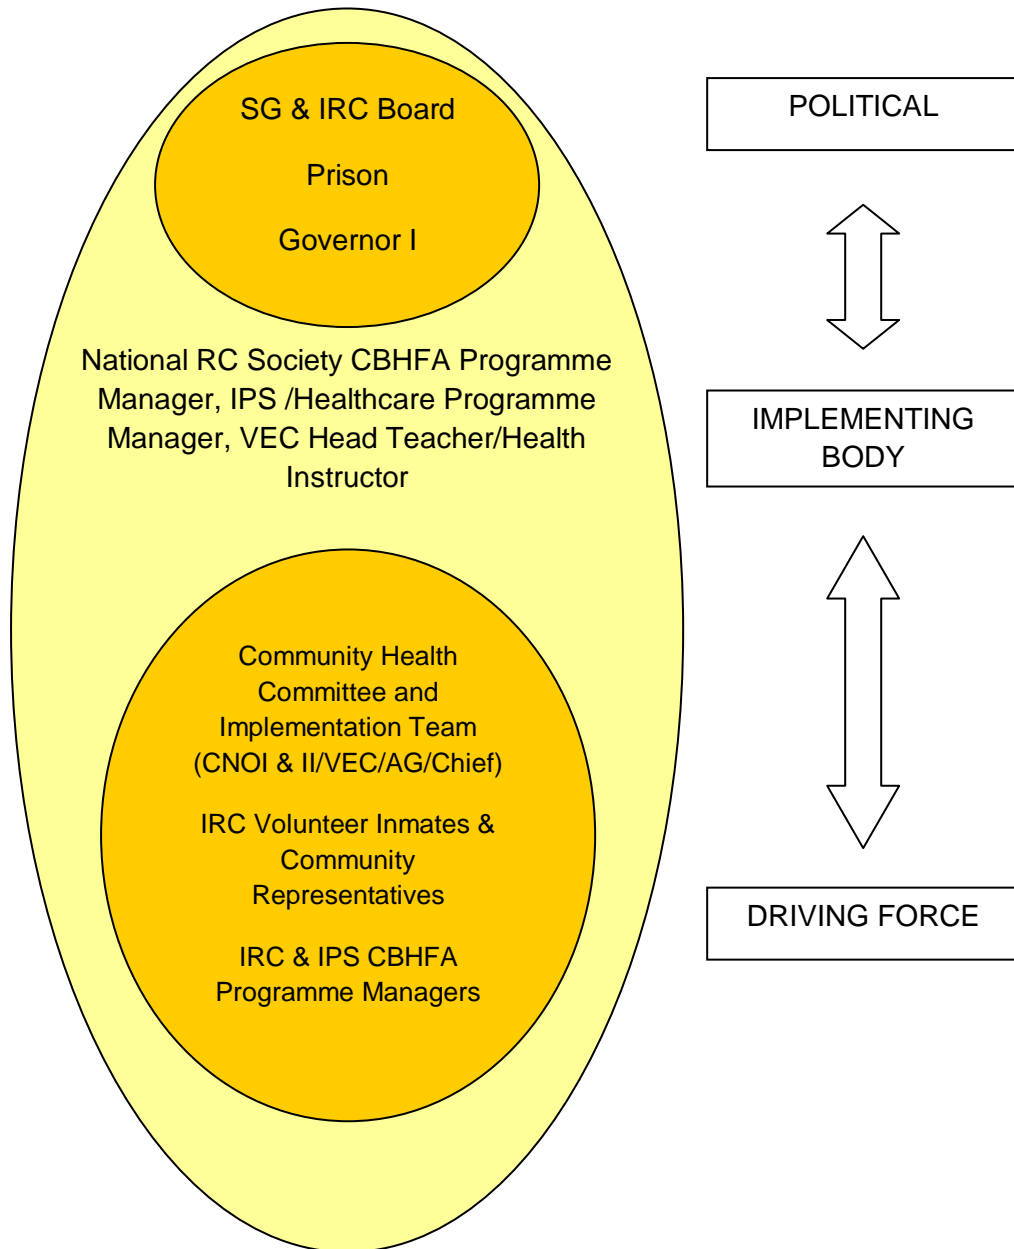 SG & IRC Board
Prison
Governor I
POLITICAL
National RC Society CBHFA Programme
Manager, IPS /Healthcare Programme
Manager, VEC Head Teacher/Health
Instructor
IMPLEMENTING
BODY
Community Health
Committee and
Implementation Team
(CNOI & II/VEC/AG/Chief)
IRC Volunteer Inmates &
Community
Representatives
IRC & IPS CBHFA
Programme Managers
DRIVING FORCE